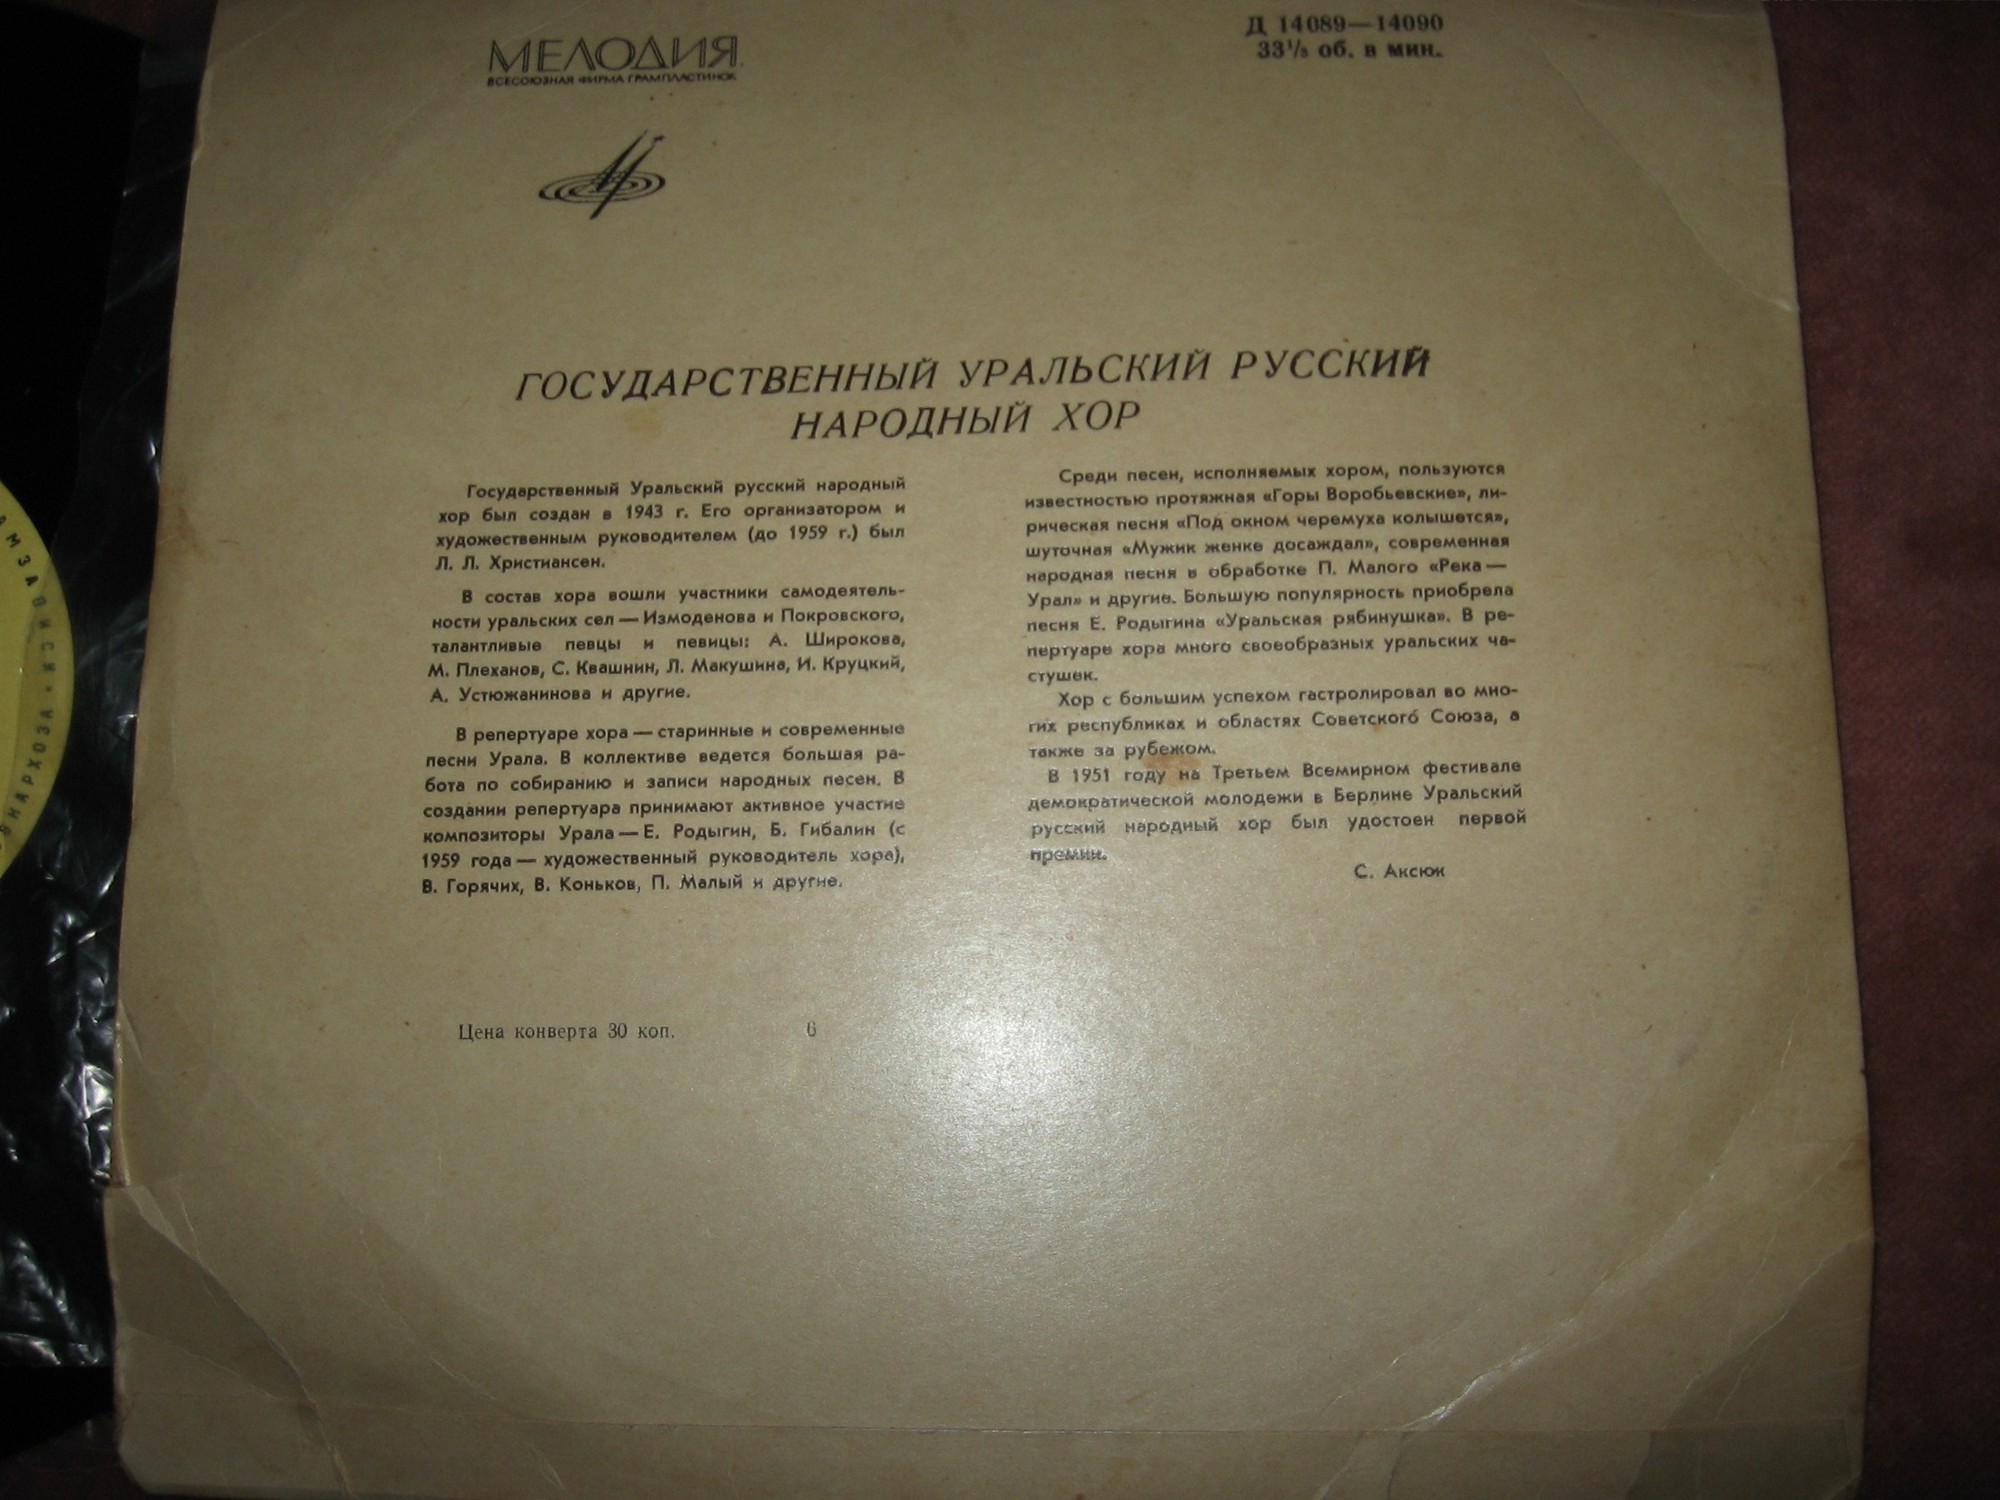 МЕЛОДИЯ
ВСЕСОЮЗНАЯ ФИРМА ГРАМПЛАСТИНОК
Д 14089—14090
33⅓ об. в мин.
ГОСУДАРСТВЕННЫЙ УРАЛЬСКИЙ РУССКИЙ
НАРОДНЫЙ ХОР
Государственный Уральский русский народный
хор был создан в 1943 г. Его организатором и
художественным руководителем (до 1959 г.) был
Л. Л. Христиансен.
В состав хора вошли участники самодеятель-
ности уральских сел — Измоденова и Покровского,
талантливые певцы и певицы: А. Широкова,
М. Плеханов, С. Квашнин, Л. Макушина, И. Круцкий,
А. Устюжанинова и другие.
В репертуаре хора — старинные и современные
песни Урала. В коллективе ведется большая ра-
бота по собиранию и записи народных песен. В
создании репертуара принимают активное участие
композиторы Урала — Е. Родыгин, Б. Гибалин (с
1959 года — художественный руководитель хора),
В. Горячих, В. Коньков, П. Малый и другие.
Среди песен, исполняемых хором, пользуются
известностью протяжная «Горы Воробьевские», ли-
рическая песня «Под окном черемуха колышется»,
шуточная «Мужик женке досаждал», современная
народная песня в обработке П. Малого «Река —
Урал» и другие. Большую популярность приобрела
песня Е. Родыгина «Уральская рябинушка». В ре-
пертуаре хора много своеобразных уральских ча-
стушек.
Хор с большим успехом гастролировал во мно-
гих республиках и областях Советского Союза, а
также за рубежом.
В 1951 году на Третьем Всемирном фестивале
демократической молодежи в Берлине Уральский
русский народный хор был удостоен первой
премии.
С. Аксюк
Цена конверта 30 коп. 6